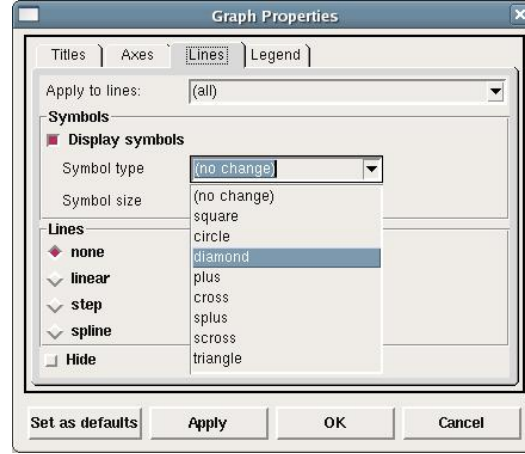 Graph Properties
Titles Axes Lines Legend
Apply to lines: (all)
Symbols
Display symbols
Symbol type (no change)
Symbol size
(no change)
square
circle
diamond
plus
cross
splus
scross
triangle
Lines
none
linear
step
spline
Hide
Set as defaults Apply OK Cancel